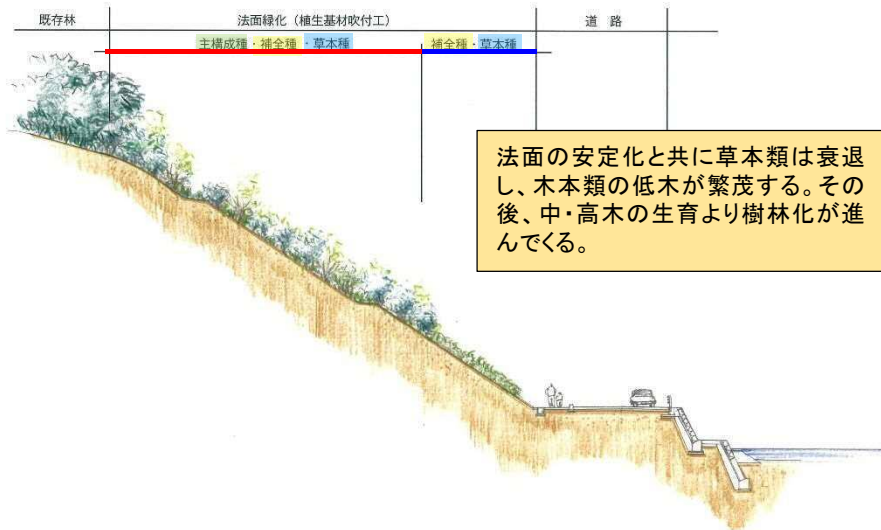 既存林 法面緑化（植生基材吹付工） 道 路
主構成種・補全種・草本種 補全種・草本種
法面の安定化と共に草本類は衰退
し、木本類の低木が繁茂する。その
後、中・高木の生育より樹林化が進
んでくる。